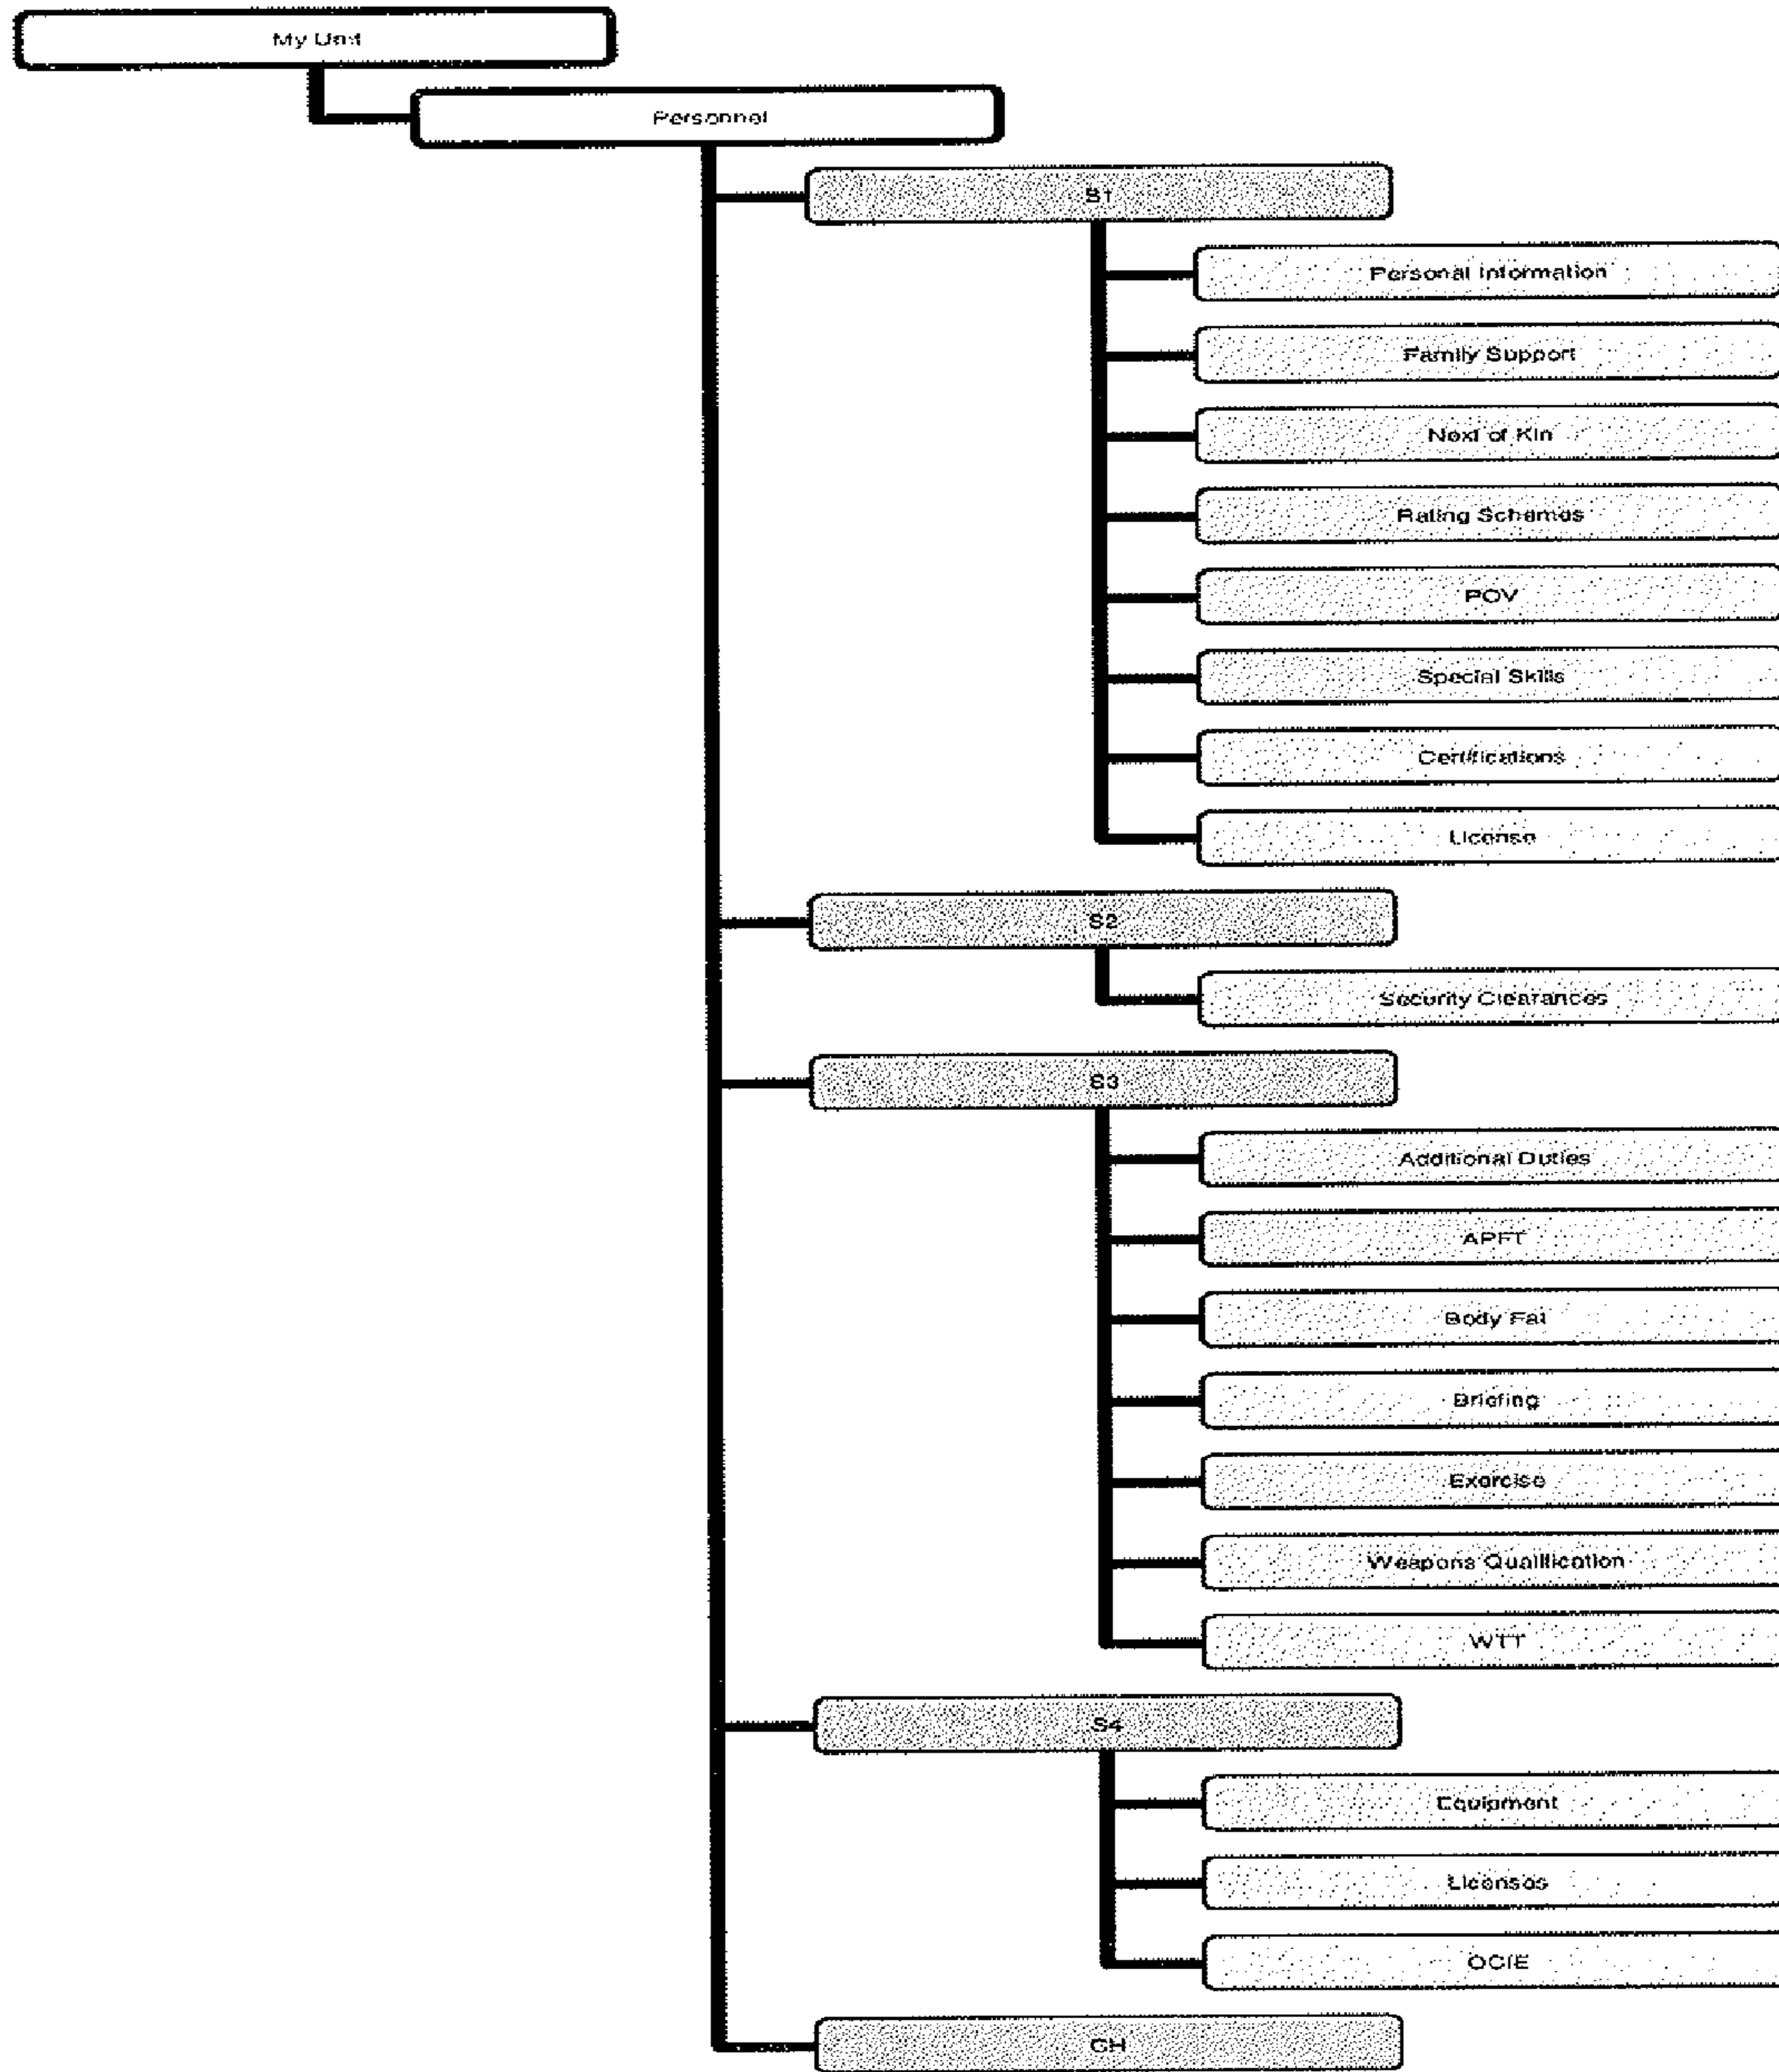 My Unit
Personnel
S1
Personal Information
Family Support
Next of Kin
Rating Schemes
POV
Special Skills
Certifications
License
S2
Security Clearances
S3
Additional Duties
APFT
Body Fat
Briefing
Exercise
Weapons Qualification
WTT
S4
Equipment
Licenses
OCIE
CH